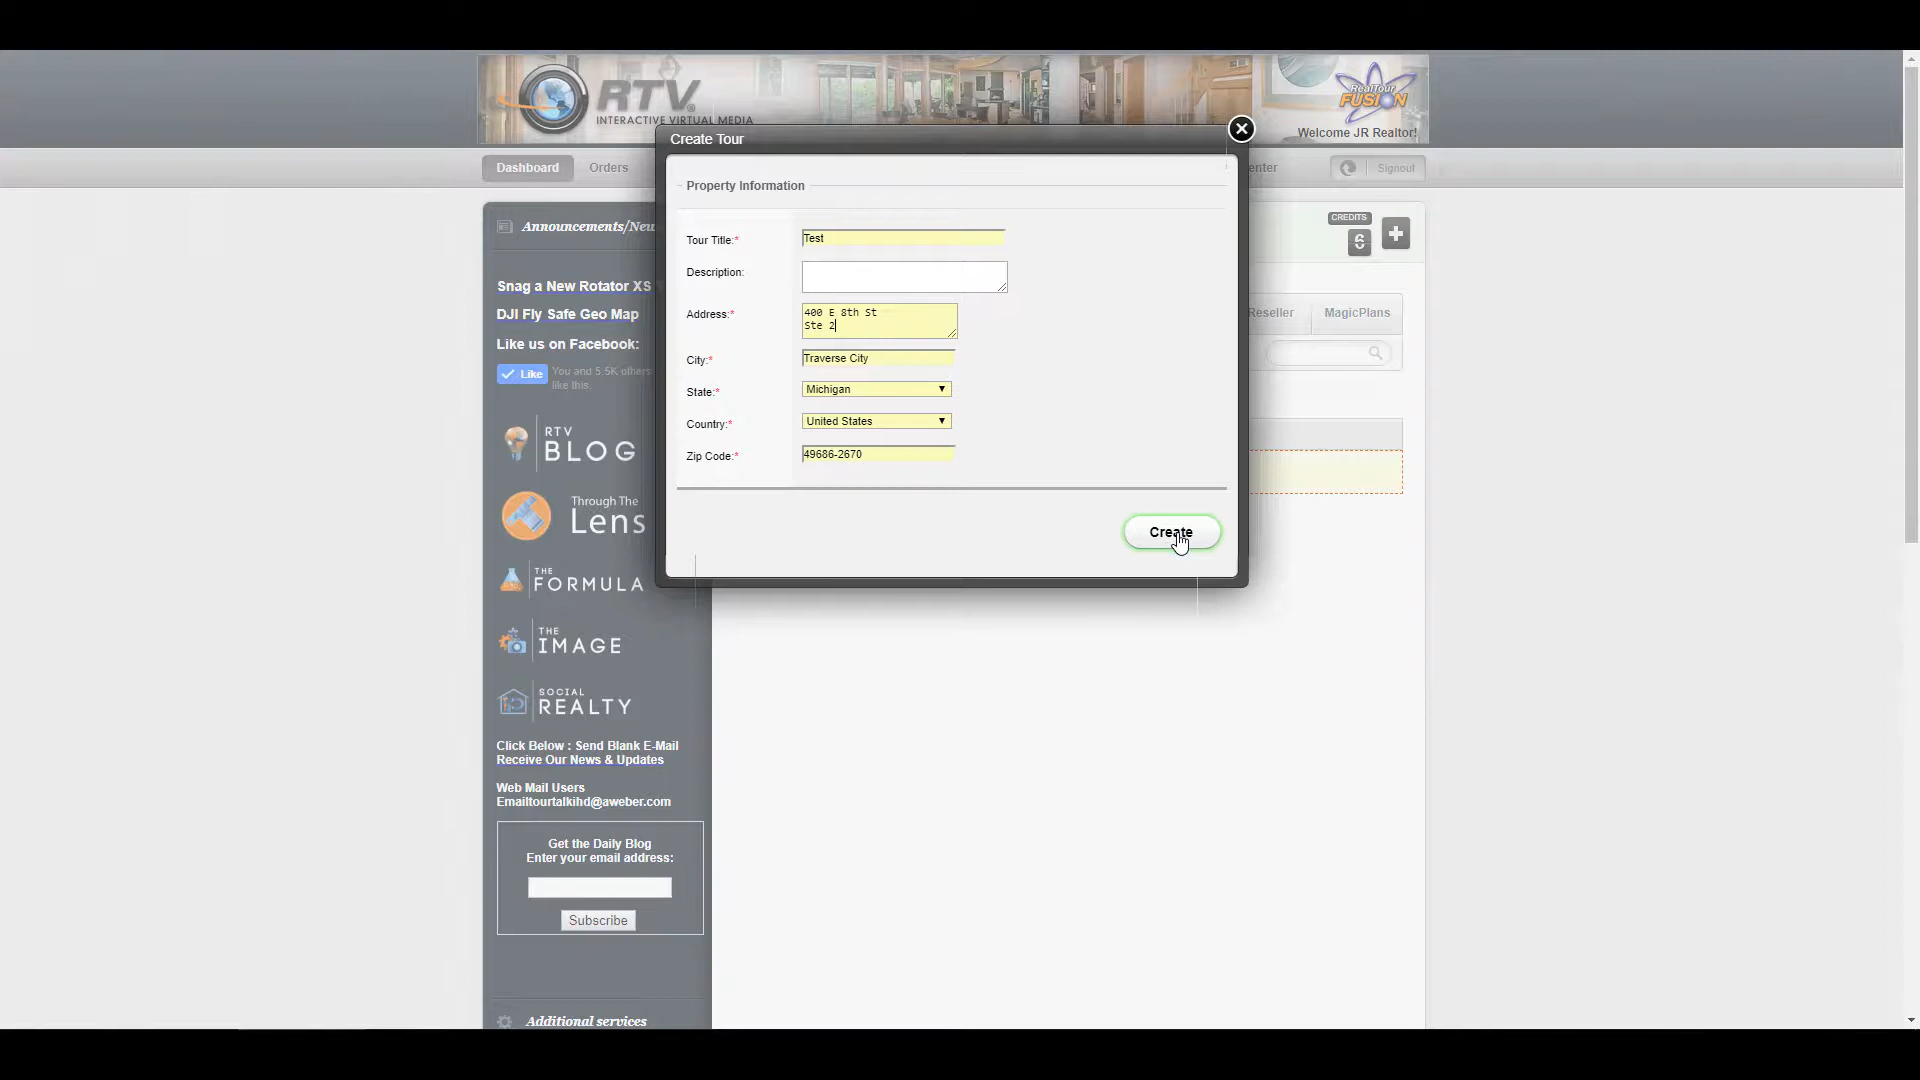 RTV®
INTERACTIVE VIRTUAL MEDIA
RealTour
FUSION
Welcome JR Realtor!
Create Tour
Dashboard
Orders
enter
Signout
Property Information
Announcements/New
CREDITS
6
Tour Title:*
Test
Description:
Snag a New Rotator XS
DJI Fly Safe Geo Map
Like us on Facebook:
Like
You and 5.5K others
like this.
Address:*
400 E 8th St
Ste 2
Reseller
MagicPlans
City:*
Traverse City
State:*
Michigan
Country:*
United States
Zip Code:*
49686-2670
Create
RTV
BLOG
Through The
Lens
THE
FORMULA
THE
IMAGE
SOCIAL
REALTY
Click Below : Send Blank E-Mail
Receive Our News & Updates
Web Mail Users
Emailtourtalkihd@aweber.com
Get the Daily Blog
Enter your email address:
Subscribe
Additional services